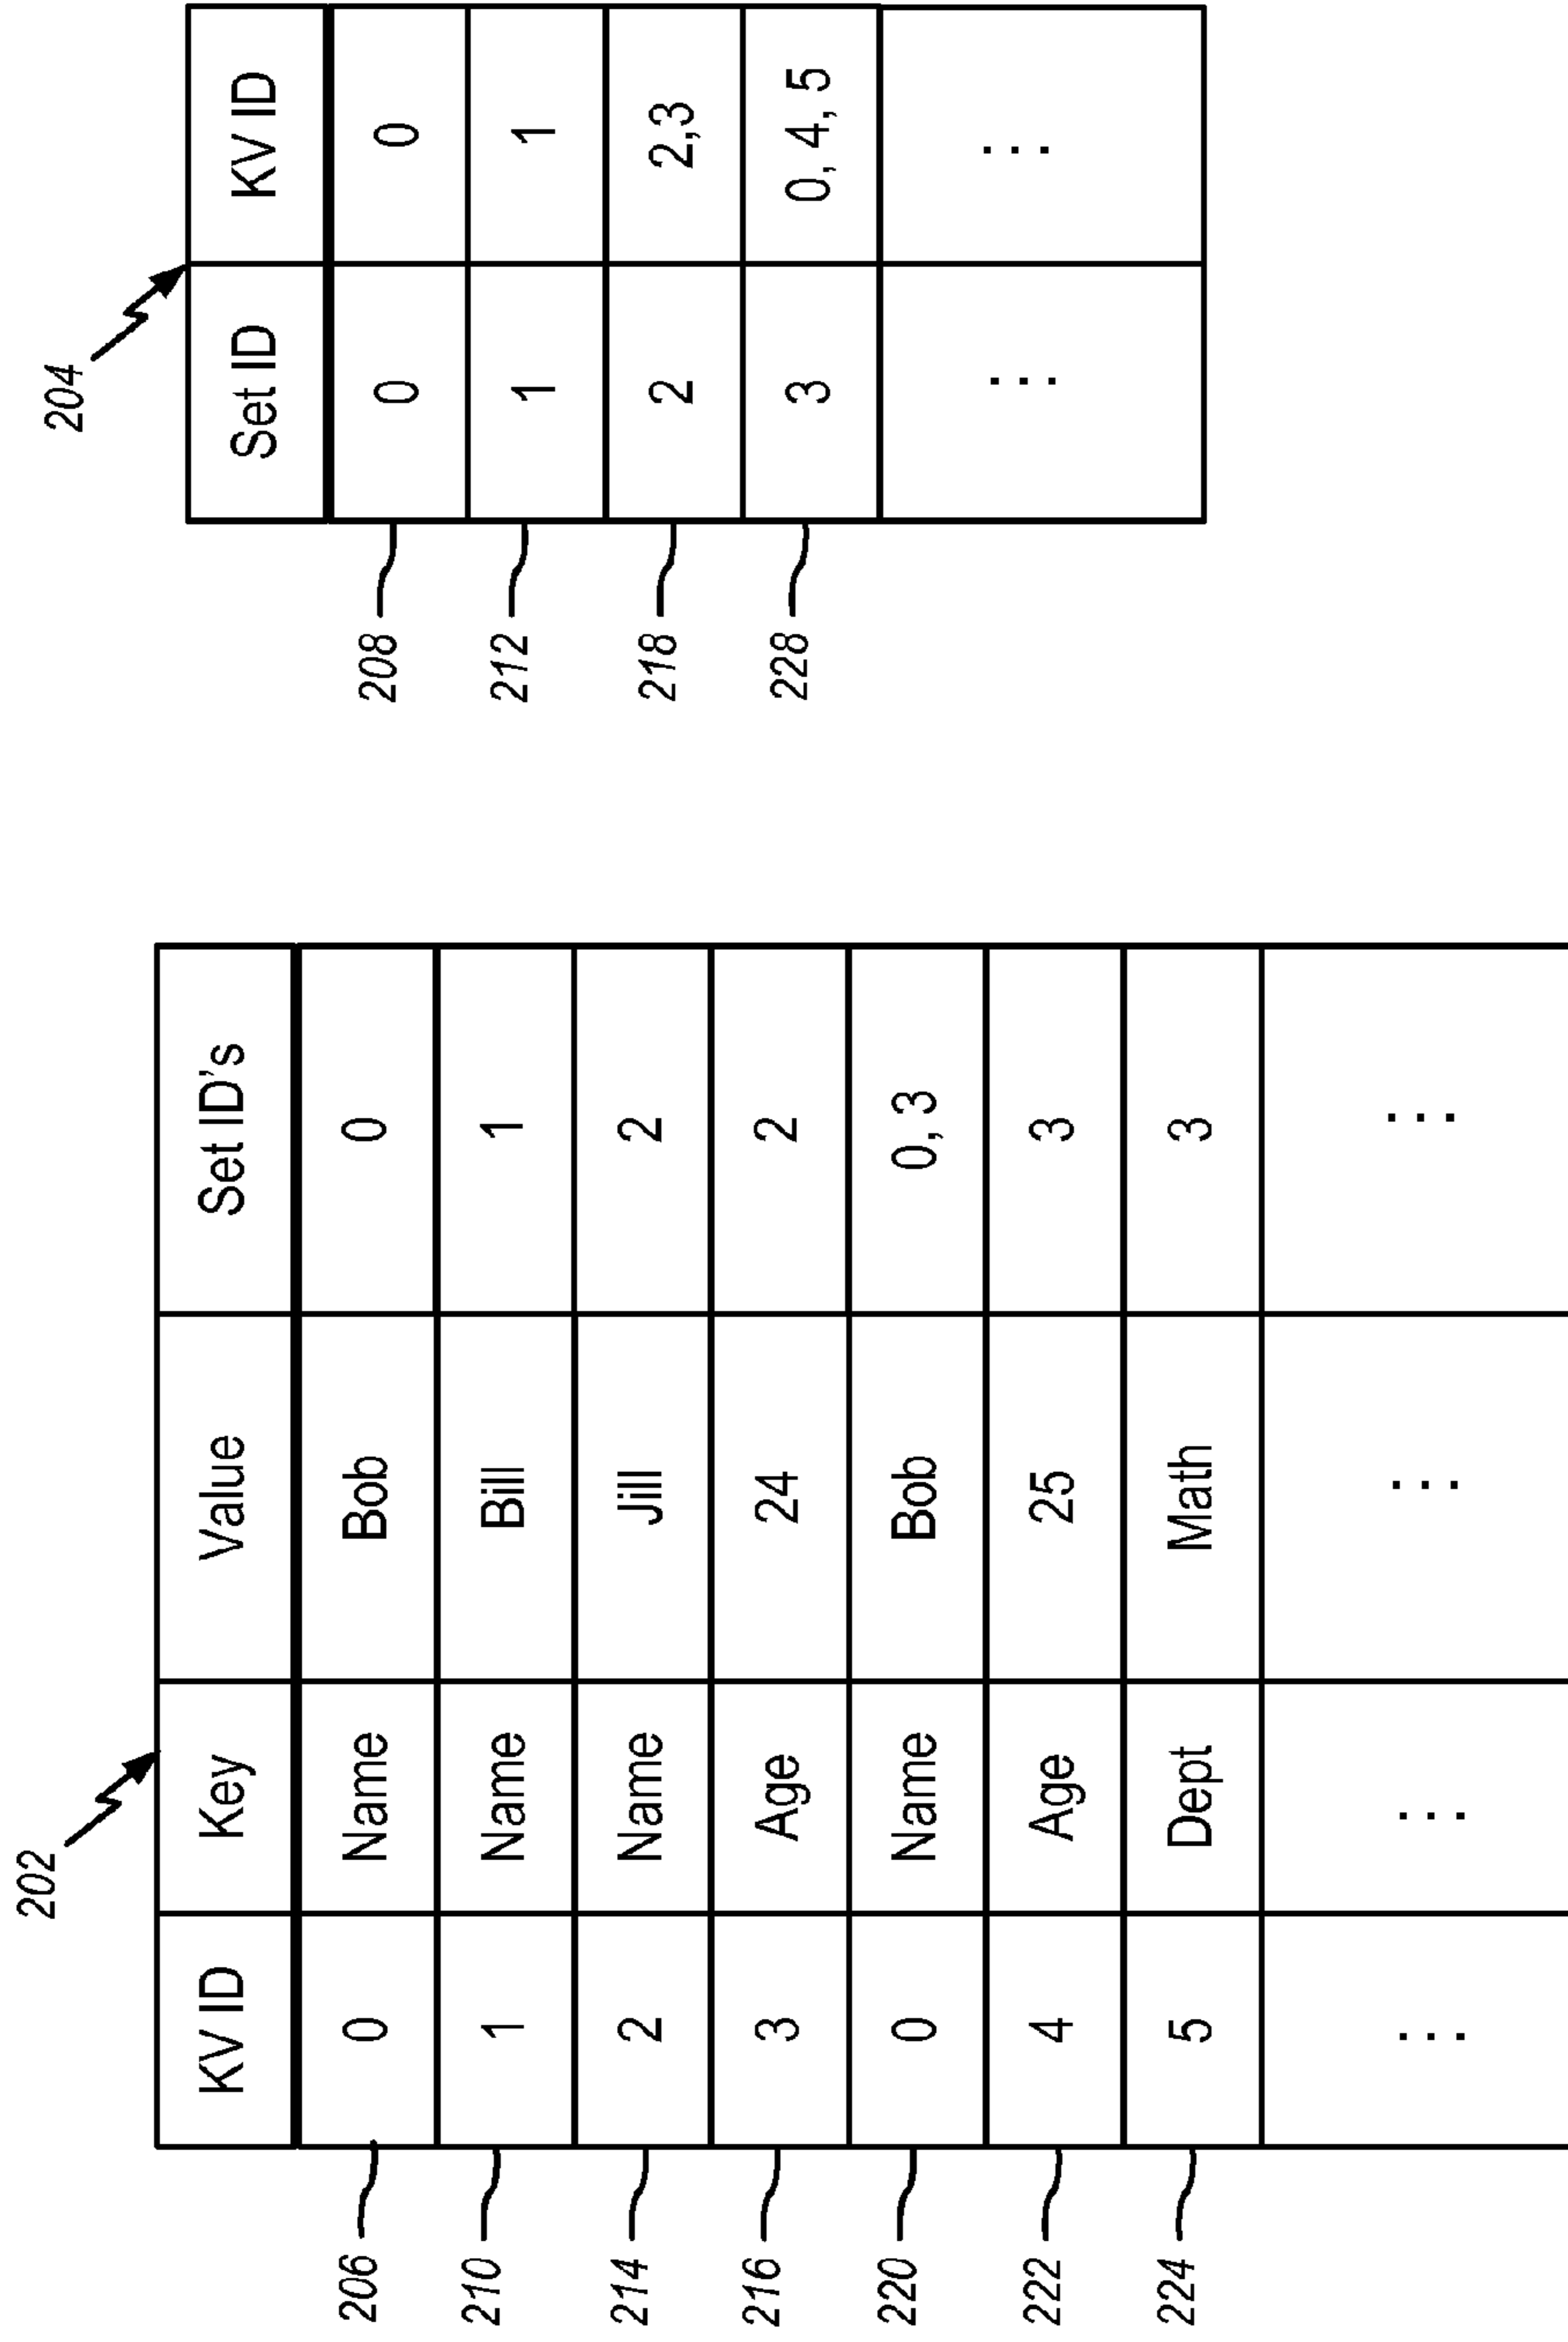 202
KV ID Key Value Set ID's
206 0 Name Bob 0
210 1 Name Bill 1
214 2 Name Jill 2
216 3 Age 24 2
220 0 Name Bob 0, 3
222 4 Age 25 3
224 5 Dept Math 3
... ... ... ...
204
Set ID KV ID
208 0 0
212 1 1
218 2 2,3
228 3 0, 4, 5
... ...